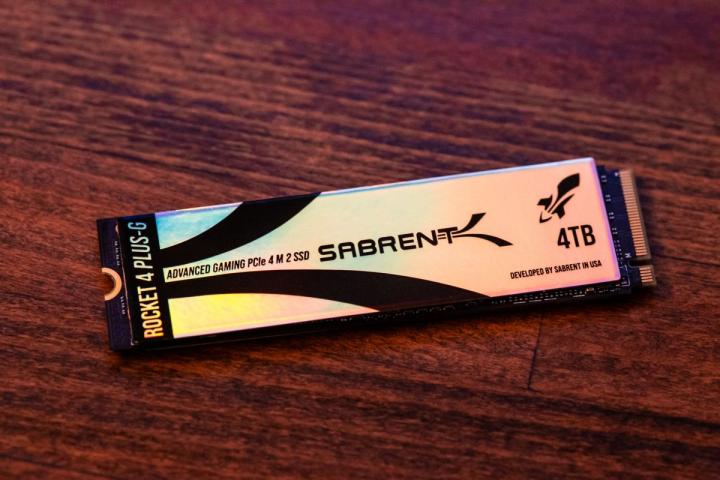 ROCKET 4 PLUS-G
ADVANCED GAMING PCIe 4 M 2 SSD
SABRENT
4TB
DEVELOPED BY SABRENT IN USA